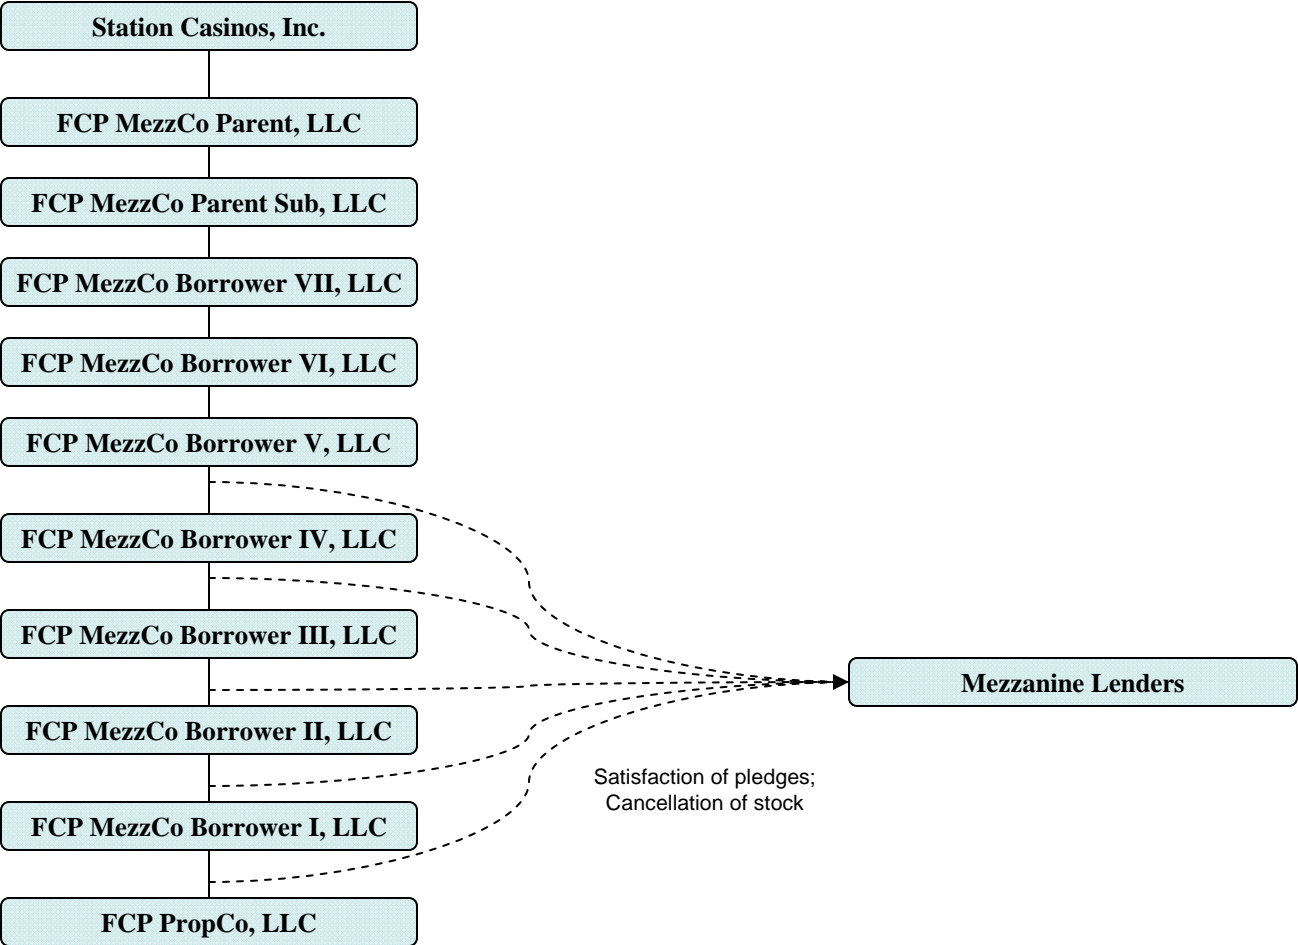 Station Casinos, Inc.
FCP MezzCo Parent, LLC
FCP MezzCo Parent Sub, LLC
FCP MezzCo Borrower VII, LLC
FCP MezzCo Borrower VI, LLC
FCP MezzCo Borrower V, LLC
FCP MezzCo Borrower IV, LLC
FCP MezzCo Borrower III, LLC
Mezzanine Lenders
FCP MezzCo Borrower II, LLC
Satisfaction of pledges;
Cancellation of stock
FCP MezzCo Borrower I, LLC
FCP PropCo, LLC